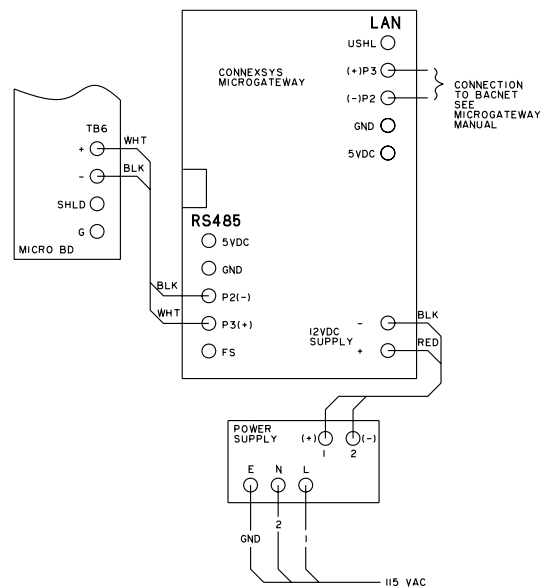 LAN
USHL
(+)P3
(-)P2
GND
5VDC
CONNEXSYS
MICROGATEWAY
CONNECTION
TO BACNET
SEE
MICROGATEWAY
MANUAL
TB6
+
-
SHLD
G
MICRO BD
WHT
BLK
RS485
5VDC
GND
P2(-)
P3(+)
FS
BLK
WHT
12VDC
SUPPLY
-
+
BLK
RED
POWER
SUPPLY
(+)
(-)
1
2
E N L
GND
2
1
115 VAC